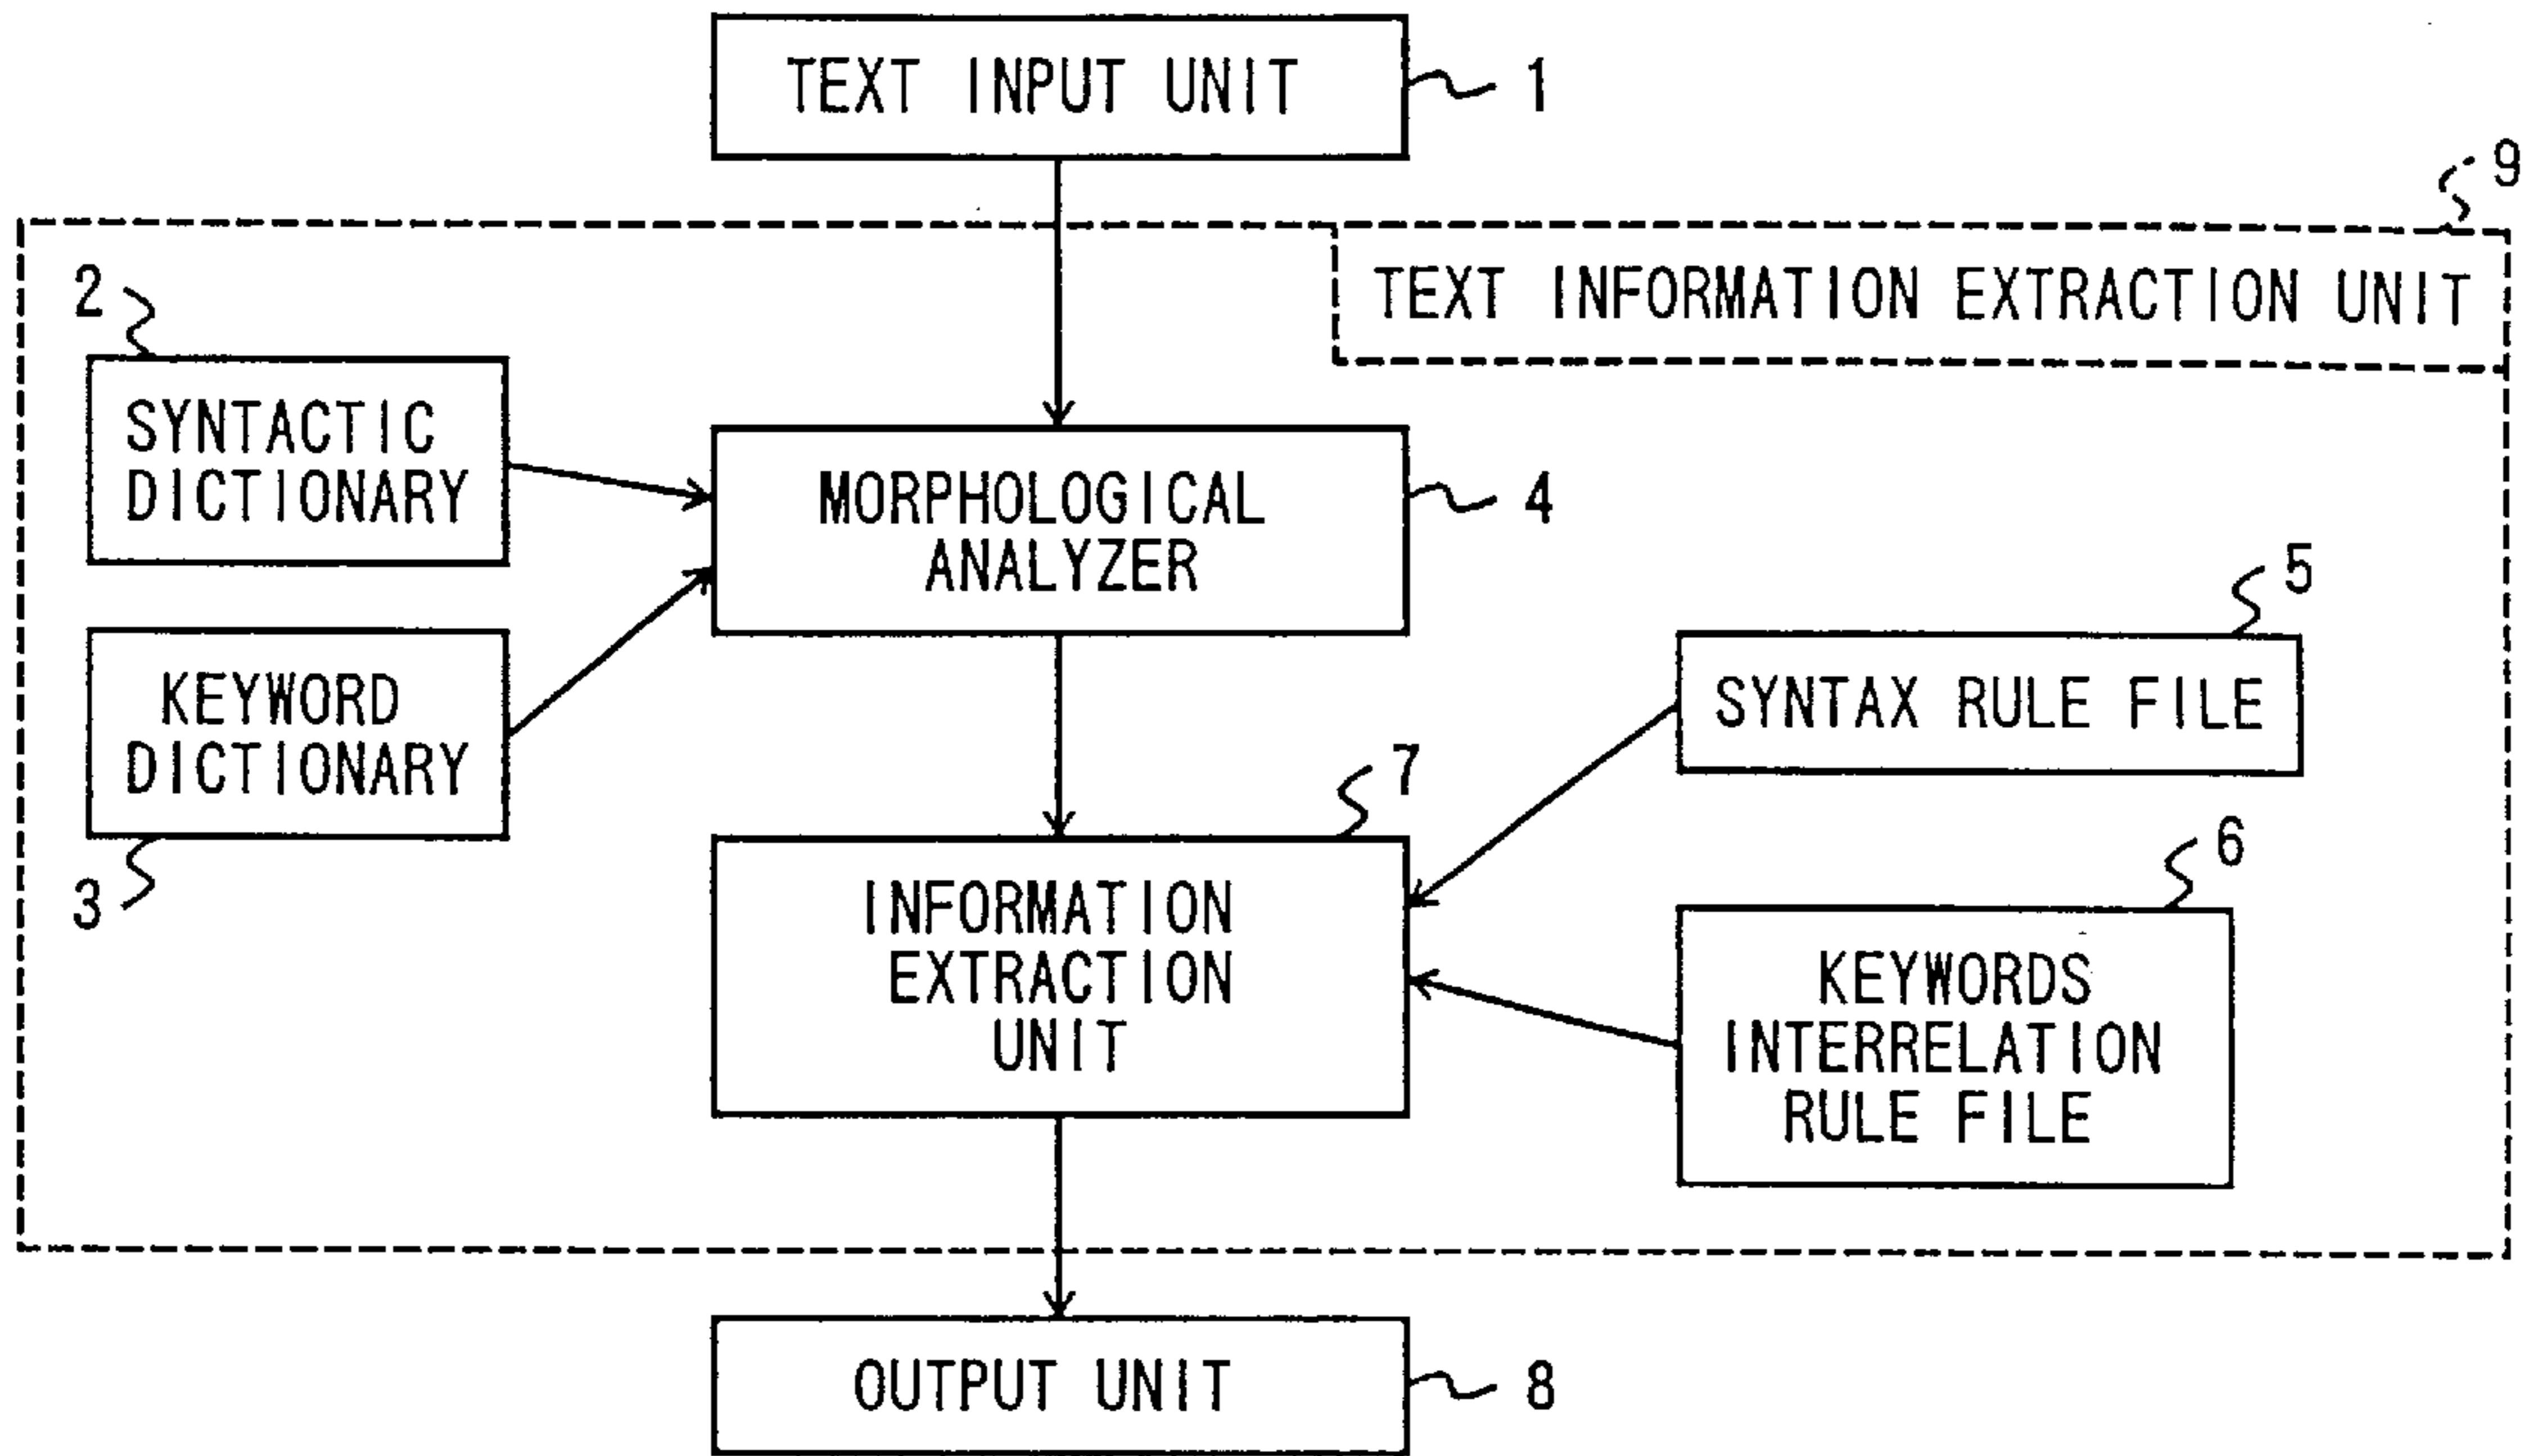 TEXT INPUT UNIT
1
9
TEXT INFORMATION EXTRACTION UNIT
2
SYNTACTIC
DICTIONARY
MORPHOLOGICAL
ANALYZER
4
KEYWORD
DICTIONARY
3
5
SYNTAX RULE FILE
7
INFORMATION
EXTRACTION
UNIT
6
KEYWORDS
INTERRELATION
RULE FILE
OUTPUT UNIT
8